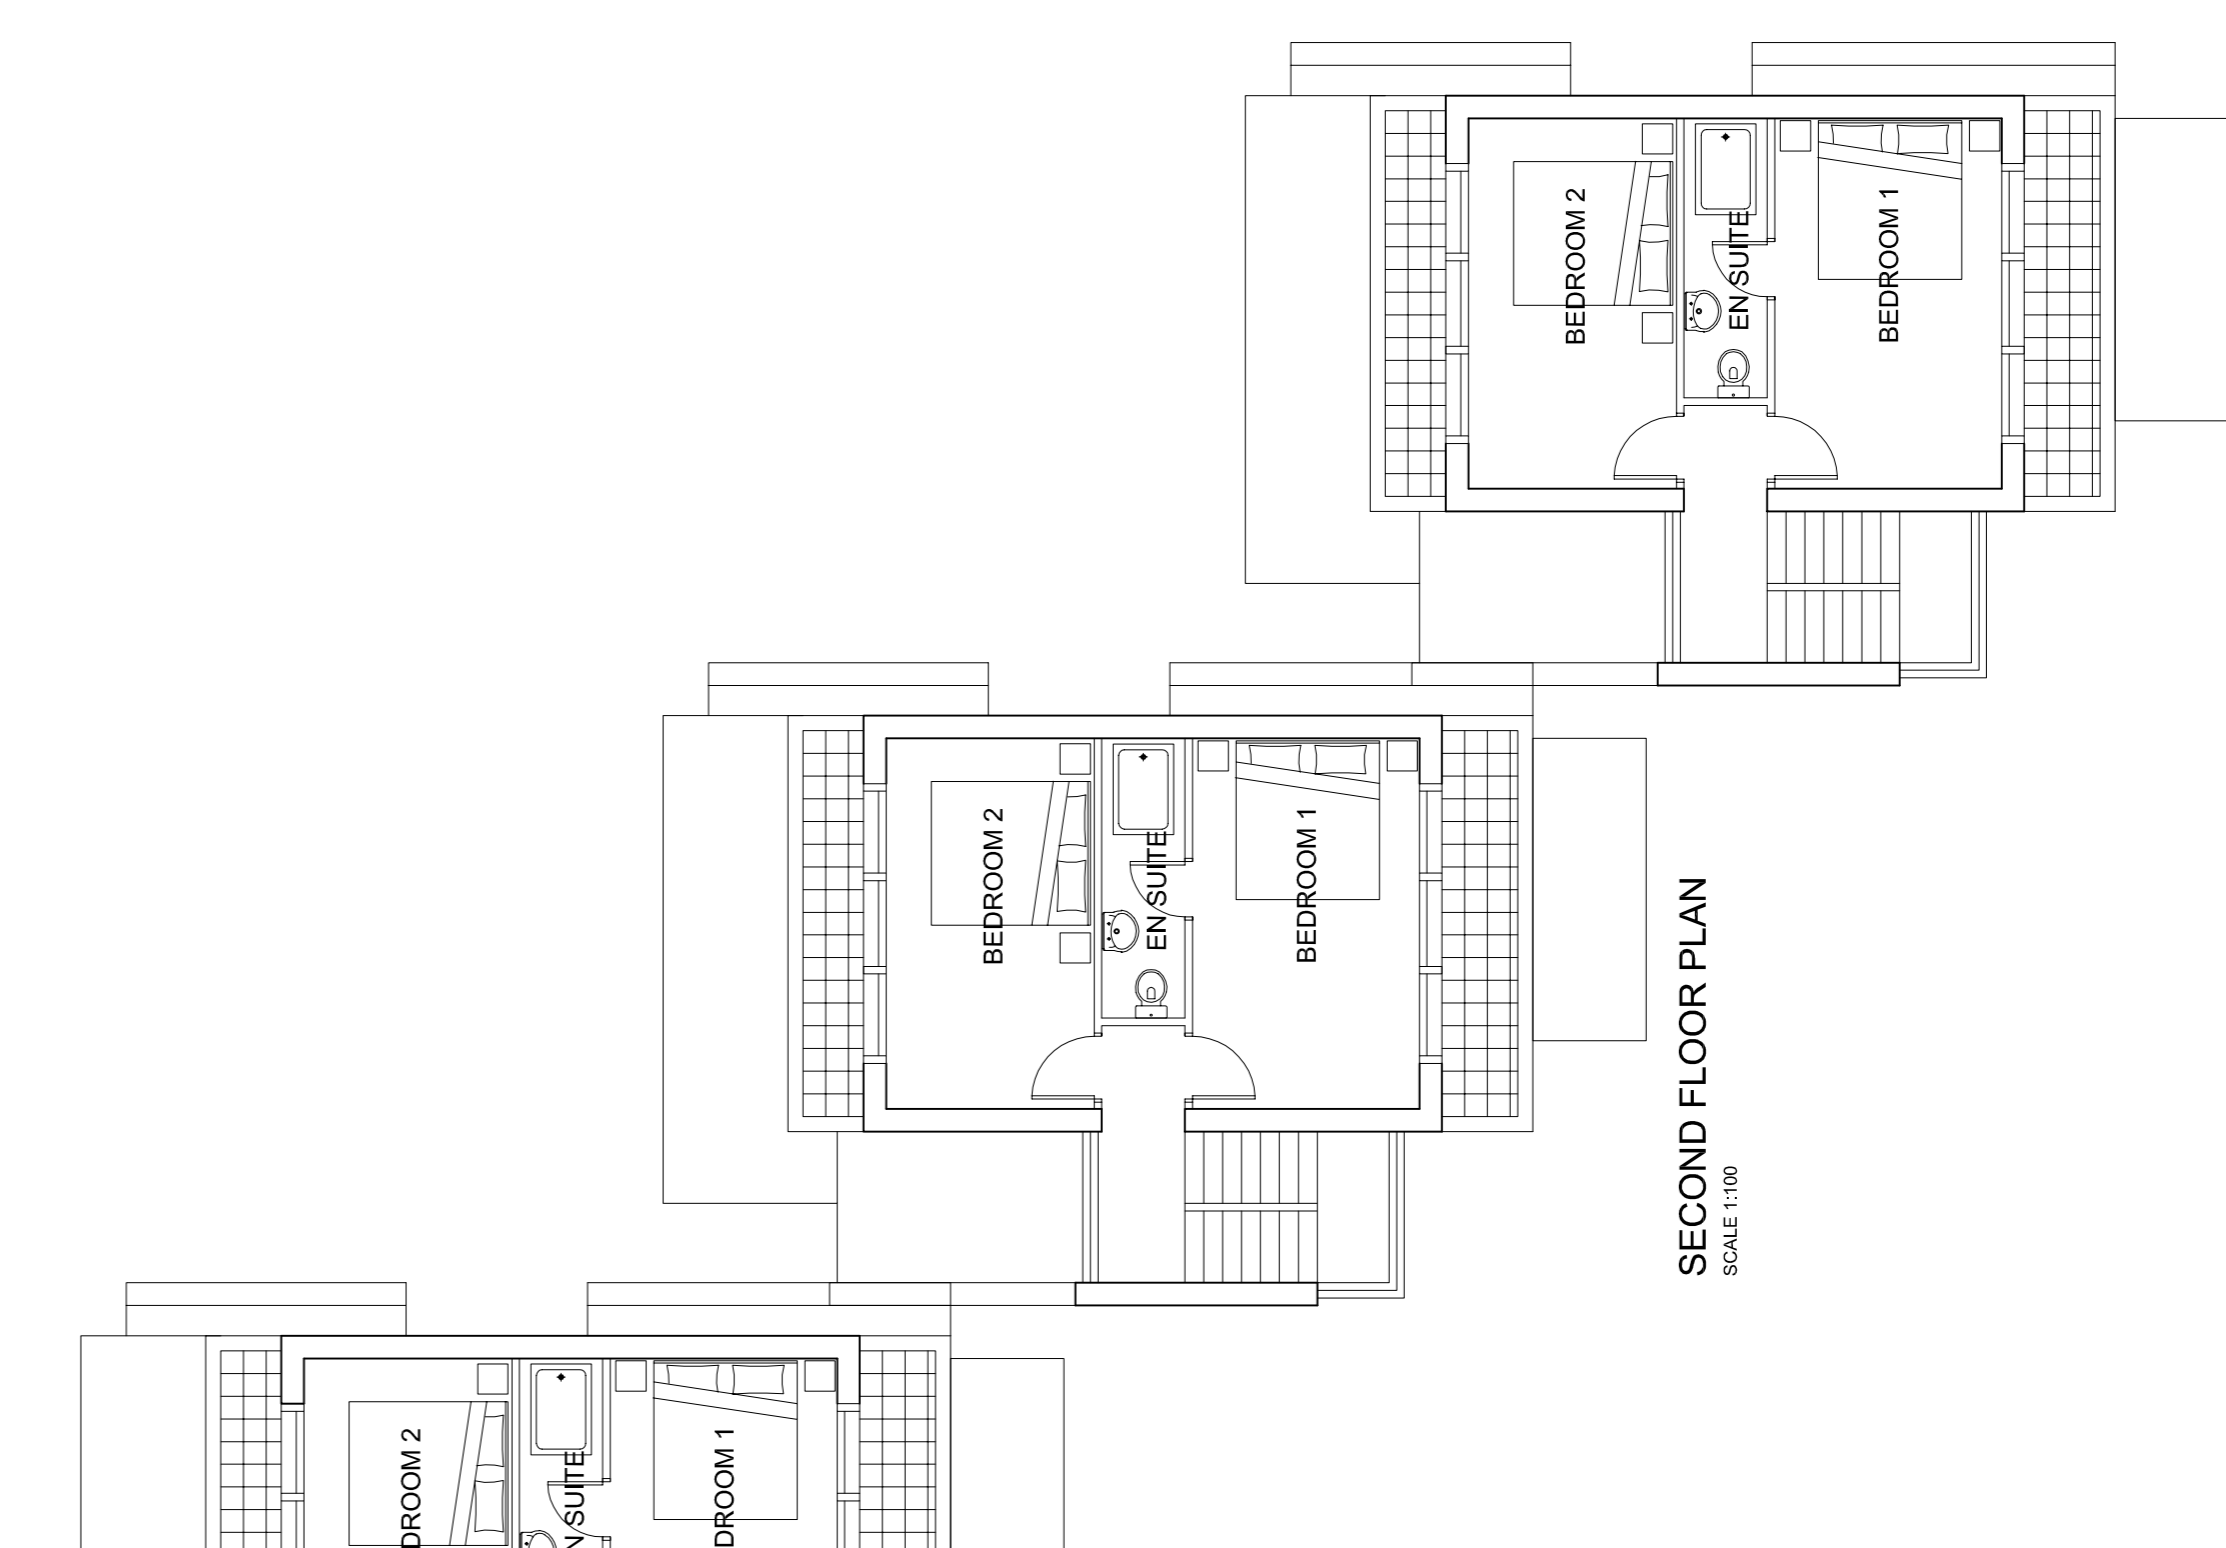 BEDROOM 2
EN SUITE
BEDROOM 1
BEDROOM 2
EN SUITE
BEDROOM 1
SECOND FLOOR PLAN
SCALE 1:100
DROOM 2
N SUITE
DROOM 1